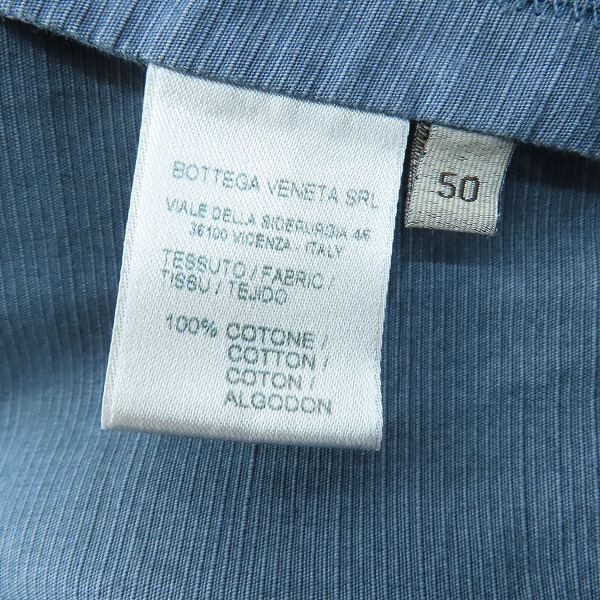 BOTTEGA VENETA SRL
VIALE DELLA SIDERURGIA 45
36100 VICENZA - ITALY
TESSUTO / FABRIC /
TISSU / TEJIDO
100% COTONE /
COTTON /
COTON /
ALGODON
50